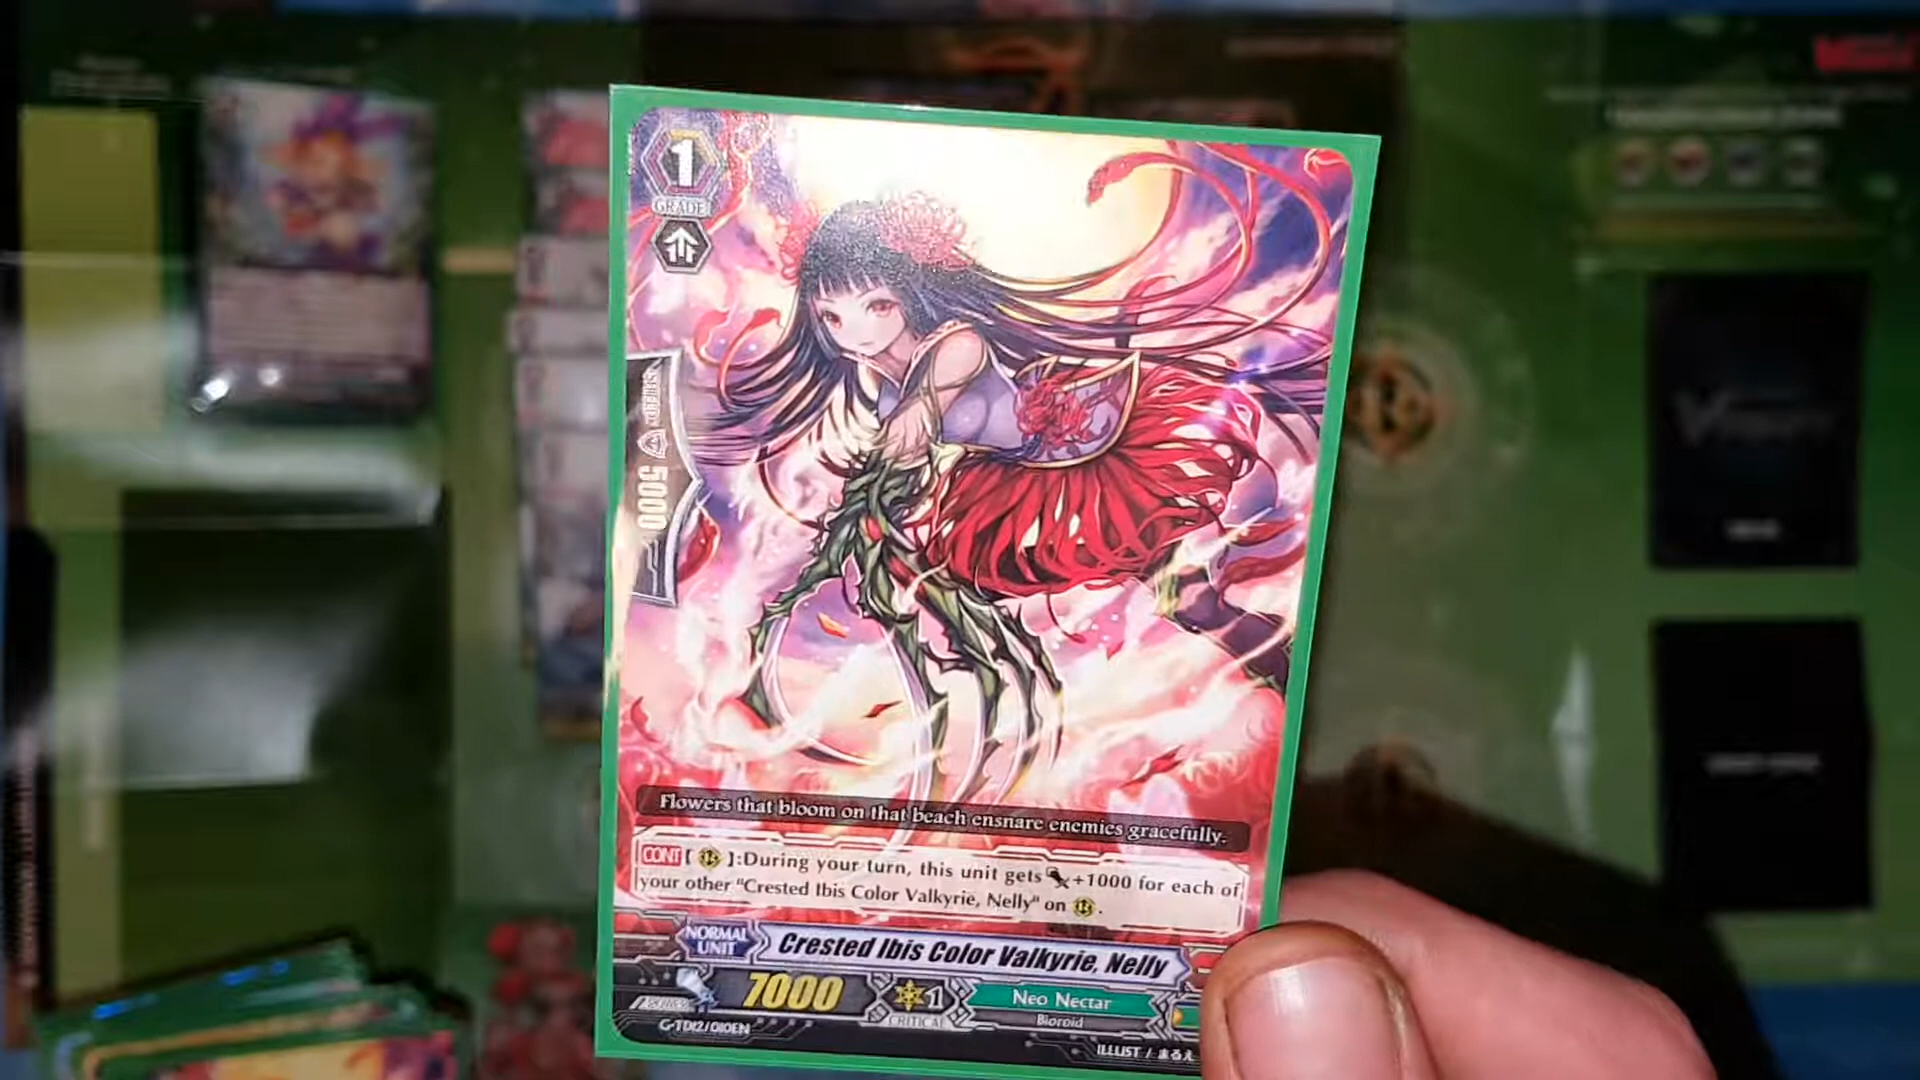 1
GRADE
SHIELD
5000
Flowers that bloom on that beach ensnare enemies gracefully.
CONT [ ]:During your turn, this unit gets +1000 for each of
your other "Crested Ibis Color Valkyrie, Nelly" on .
NORMAL
UNIT
Crested Ibis Color Valkyrie, Nelly
POWER
7000
1
CRITICAL
Neo Nectar
Bioroid
G-TD12/010EN
ILLUST / まるえ